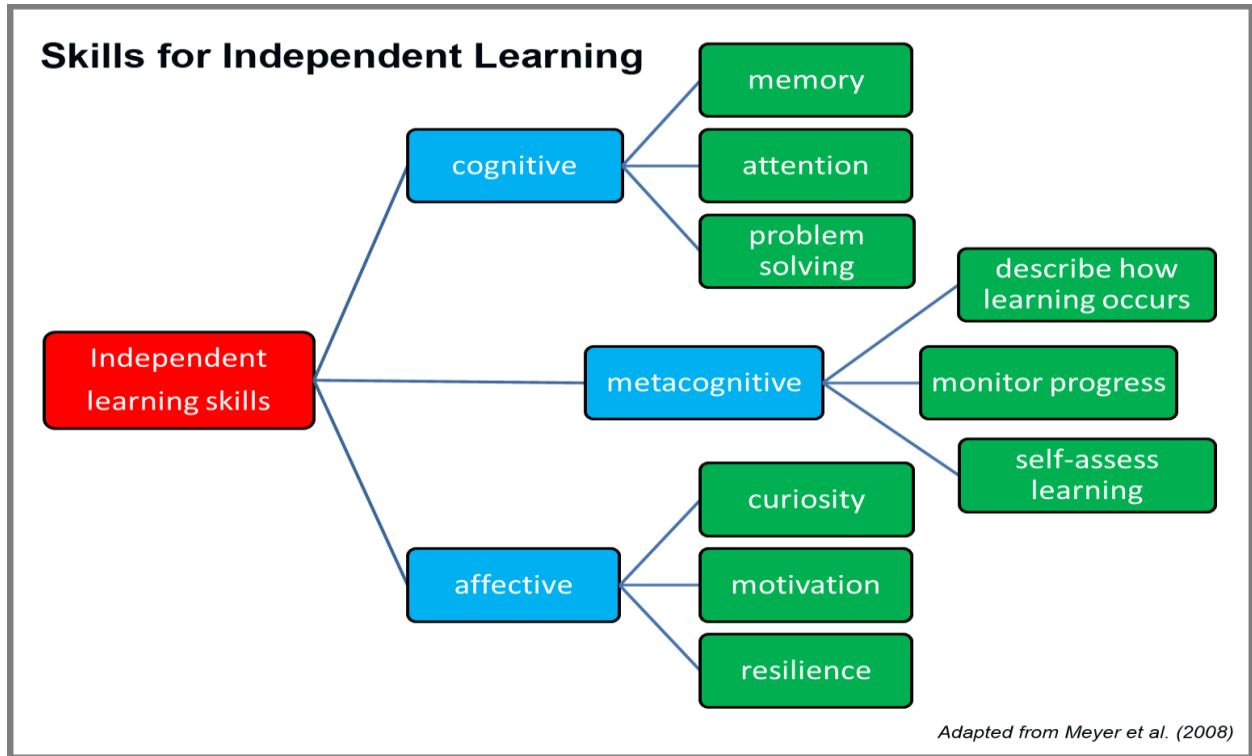 Skills for Independent Learning
memory
cognitive
attention
problem
solving
describe how
learning occurs
Independent
learning skills
metacognitive
monitor progress
self-assess
learning
curiosity
affective
motivation
resilience
Adapted from Meyer et al. (2008)